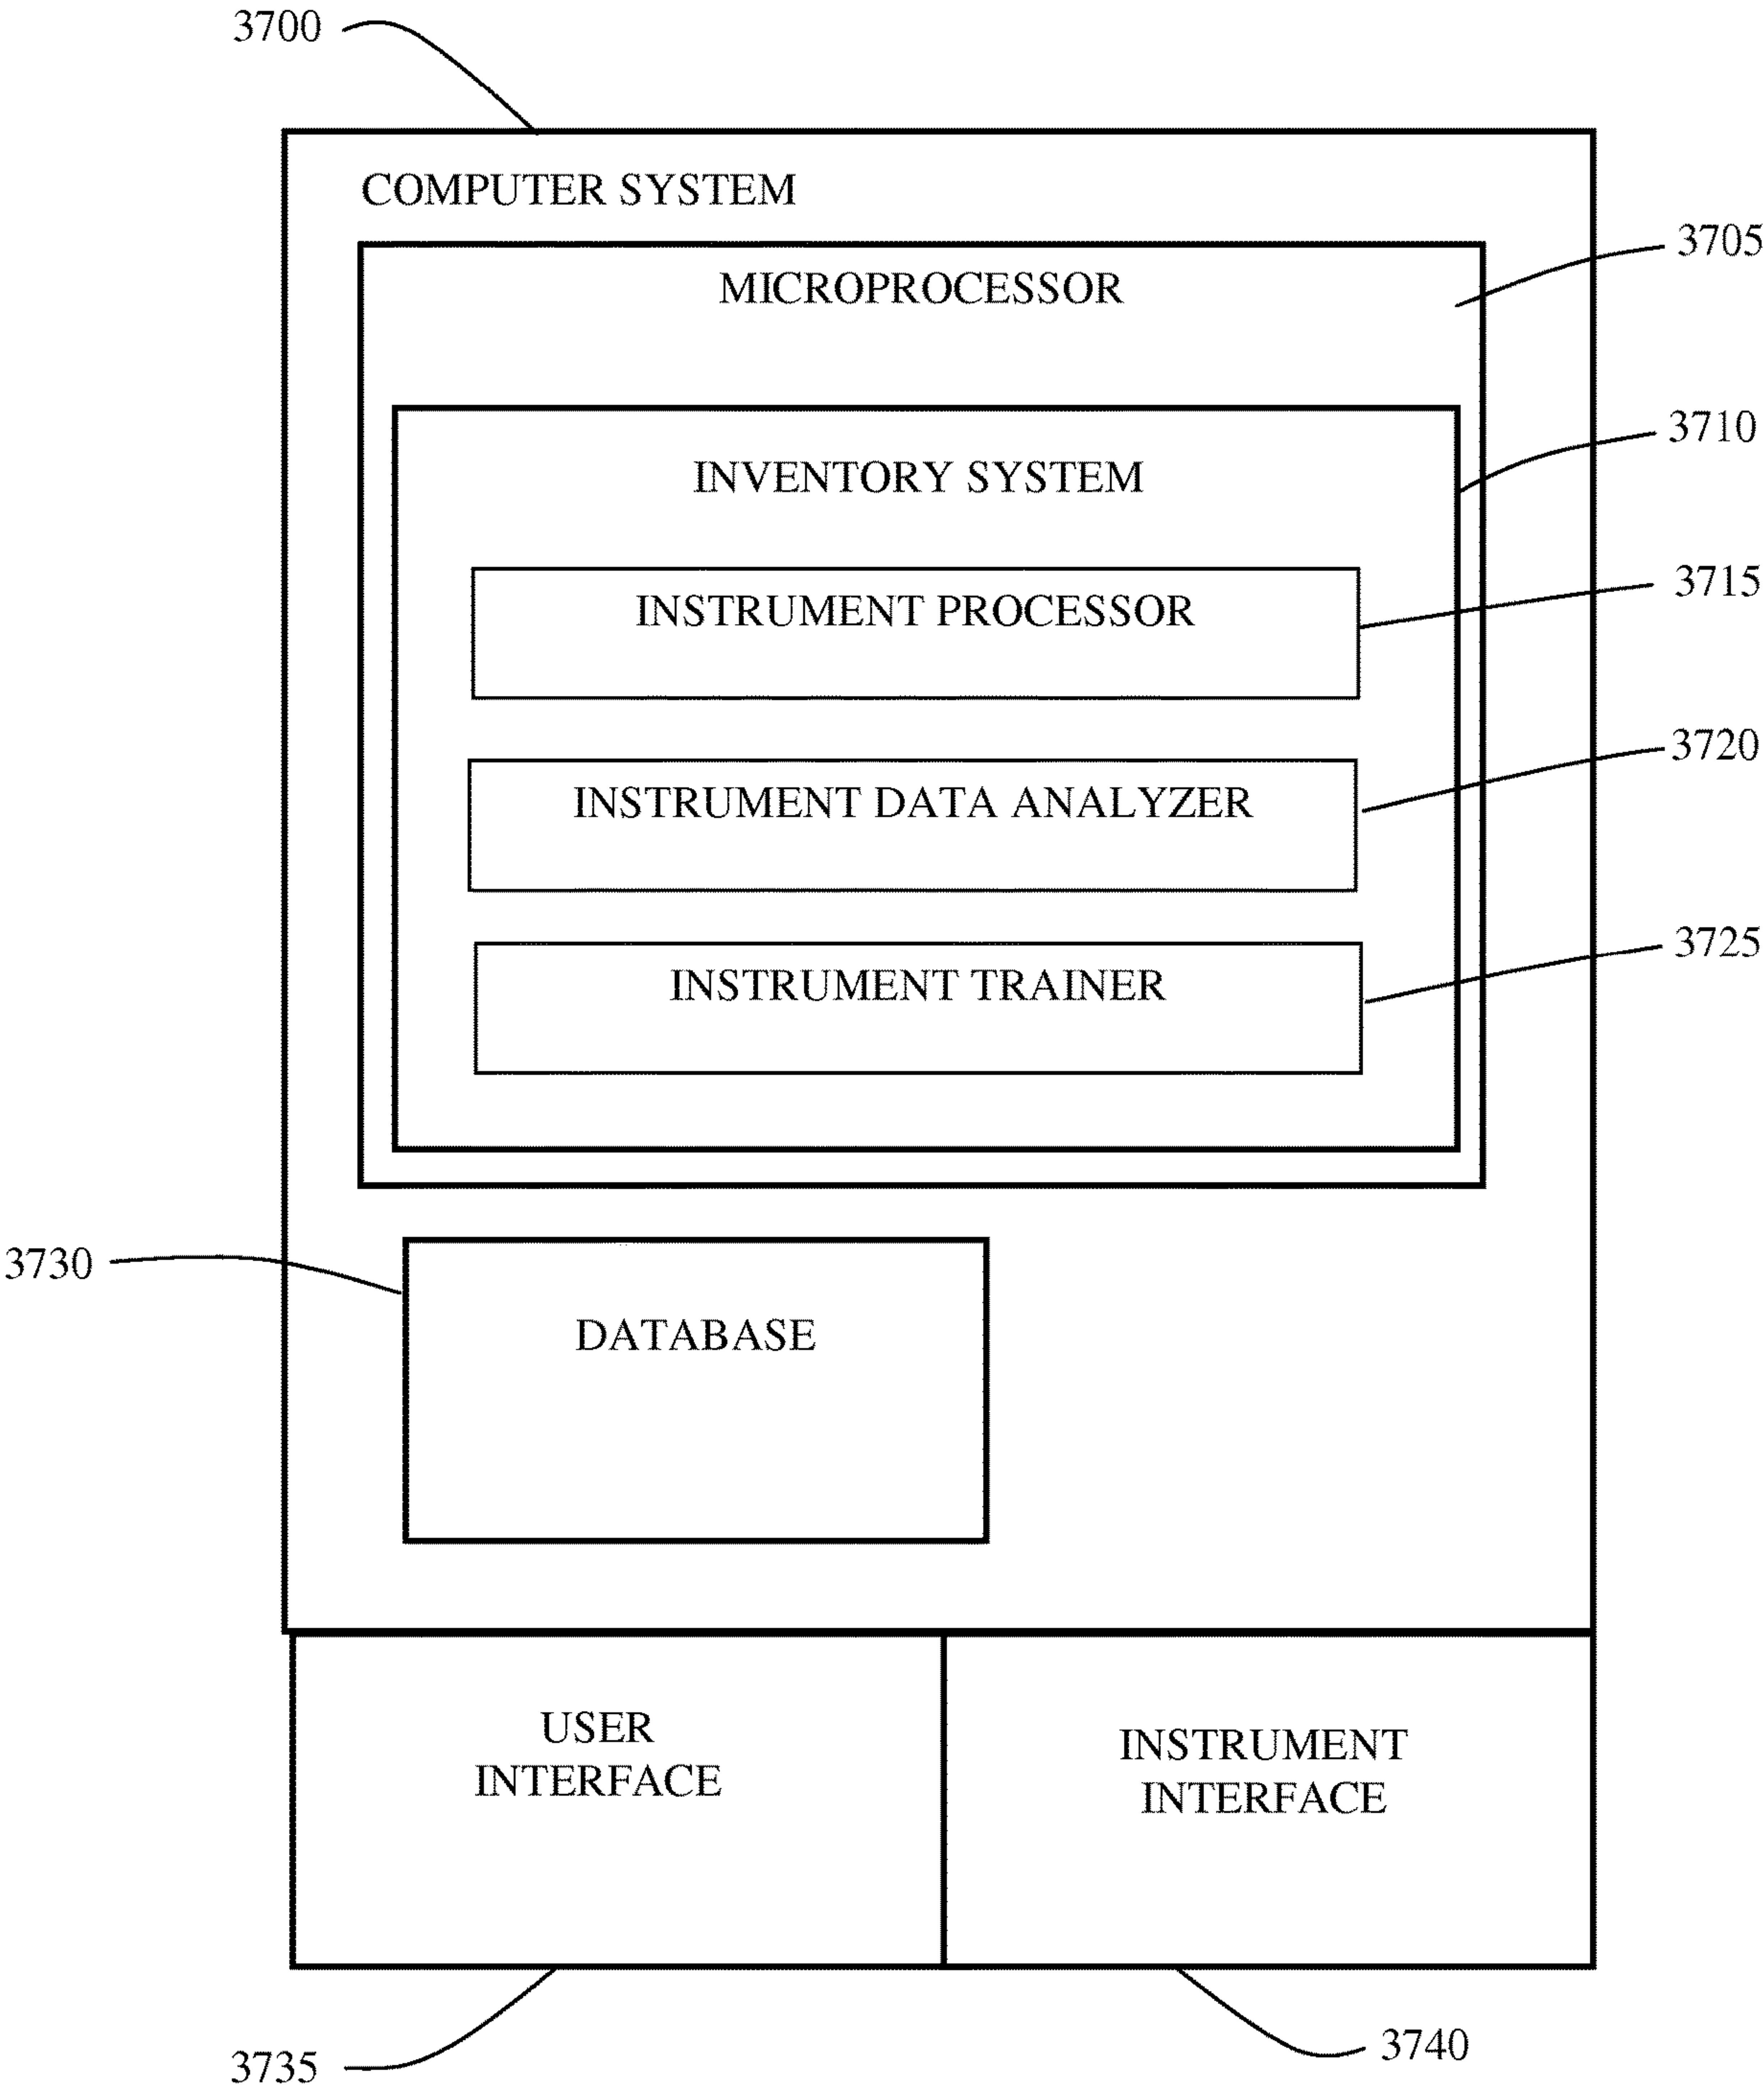 3700
COMPUTER SYSTEM
3705
MICROPROCESSOR
3710
INVENTORY SYSTEM
3715
INSTRUMENT PROCESSOR
3720
INSTRUMENT DATA ANALYZER
3725
INSTRUMENT TRAINER
3730
DATABASE
USER
INTERFACE
INSTRUMENT
INTERFACE
3735
3740